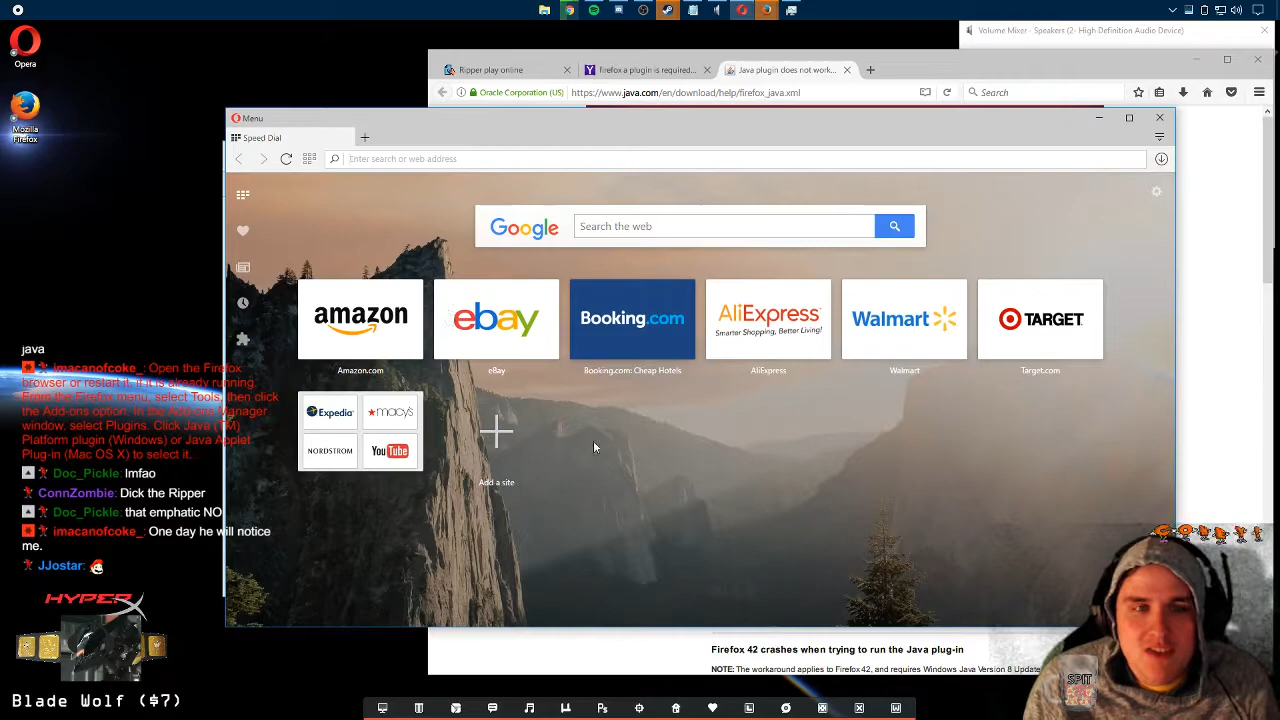 Opera
Mozilla
Firefox
Volume Mixer - Speakers (2- High Definition Audio Device)
Ripper play online
firefox a plugin is required...
Java plugin does not work...
Oracle Corporation (US)
https://www.java.com/en/download/help/firefox_java.xml
Search
Menu
Speed Dial
Enter search or web address
Google
Search the web
amazon
ebay
Booking.com
AliExpress
Smarter Shopping, Better Living!
Walmart
TARGET
Amazon.com
eBay
Booking.com: Cheap Hotels
AliExpress
Walmart
Target.com
Expedia
macy's
NORDSTROM
YouTube
Add a site
java
imacanofcoke_: Open the Firefox
browser or restart it, if it is already running.
From the Firefox menu, select Tools, then click
the Add-ons option. In the Add-ons Manager
window, select Plugins. Click Java (TM)
Platform plugin (Windows) or Java Applet
Plug-in (Mac OS X) to select it.
Doc_Pickle: lmfao
ConnZombie: Dick the Ripper
Doc_Pickle: that emphatic NO
imacanofcoke_: One day he will notice
me.
JJostar:
HYPERX
Blade Wolf ($7)
Firefox 42 crashes when trying to run the Java plug-in
NOTE: The workaround applies to Firefox 42, and requires Windows Java Version 8 Update
SPIT